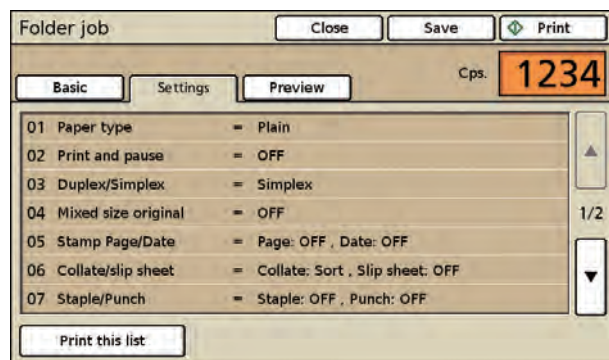 Folder job Close Save Print
Cps. 1234
Basic Settings Preview
01 Paper type = Plain
02 Print and pause = OFF
03 Duplex/Simplex = Simplex
04 Mixed size original = OFF
1/2
05 Stamp Page/Date = Page: OFF , Date: OFF
06 Collate/slip sheet = Collate: Sort , Slip sheet: OFF
07 Staple/Punch = Staple: OFF , Punch: OFF
Print this list